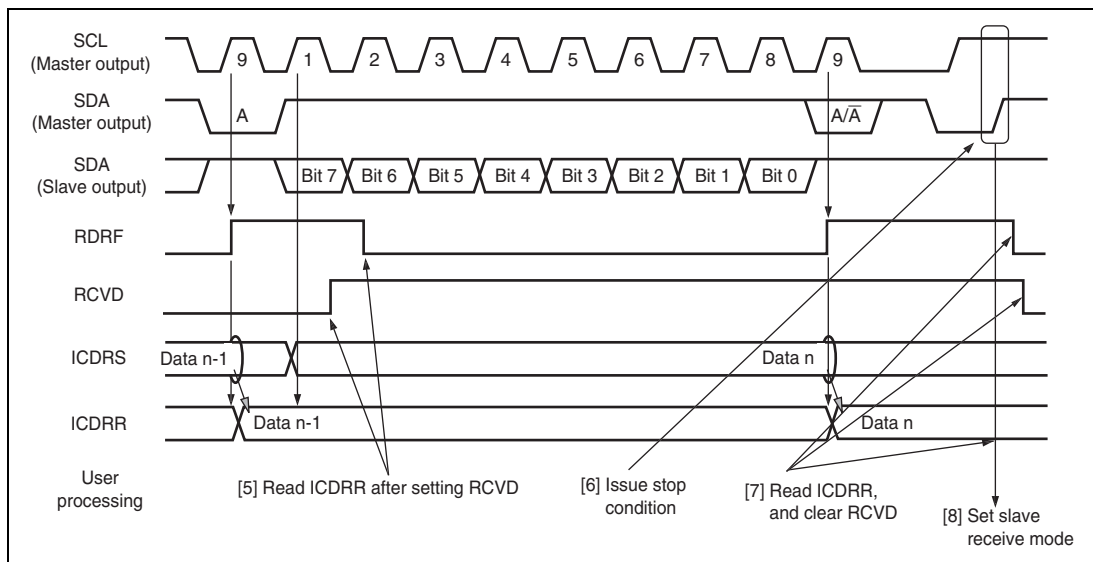 SCL
(Master output)
9 1 2 3 4 5 6 7 8 9
SDA
(Master output)
A A/A̅
SDA
(Slave output)
Bit 7 Bit 6 Bit 5 Bit 4 Bit 3 Bit 2 Bit 1 Bit 0
RDRF
RCVD
ICDRS
Data n-1 Data n
ICDRR
Data n-1 Data n
User
processing
[5] Read ICDRR after setting RCVD
[6] Issue stop
condition
[7] Read ICDRR,
and clear RCVD
[8] Set slave
receive mode